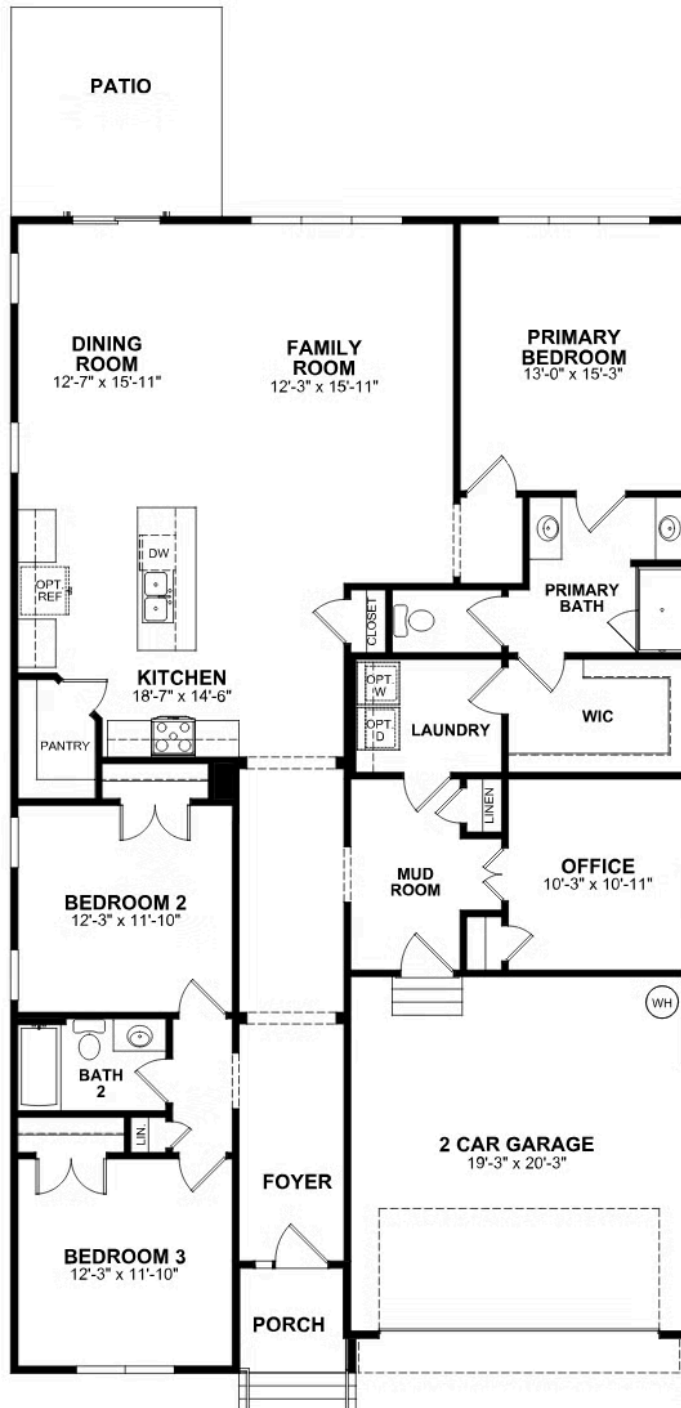 PATIO
DINING
ROOM
12'-7" x 15'-11"
FAMILY
ROOM
12'-3" x 15'-11"
PRIMARY
BEDROOM
13'-0" x 15'-3"
DW
OPT.
REF
PRIMARY
BATH
CLOSET
KITCHEN
18'-7" x 14'-6"
PANTRY
OPT.
W
OPT.
D
LAUNDRY
WIC
LINEN
BEDROOM 2
12'-3" x 11'-10"
MUD
ROOM
OFFICE
10'-3" x 10'-11"
WH
BATH
2
LIN.
2 CAR GARAGE
19'-3" x 20'-3"
FOYER
BEDROOM 3
12'-3" x 11'-10"
PORCH